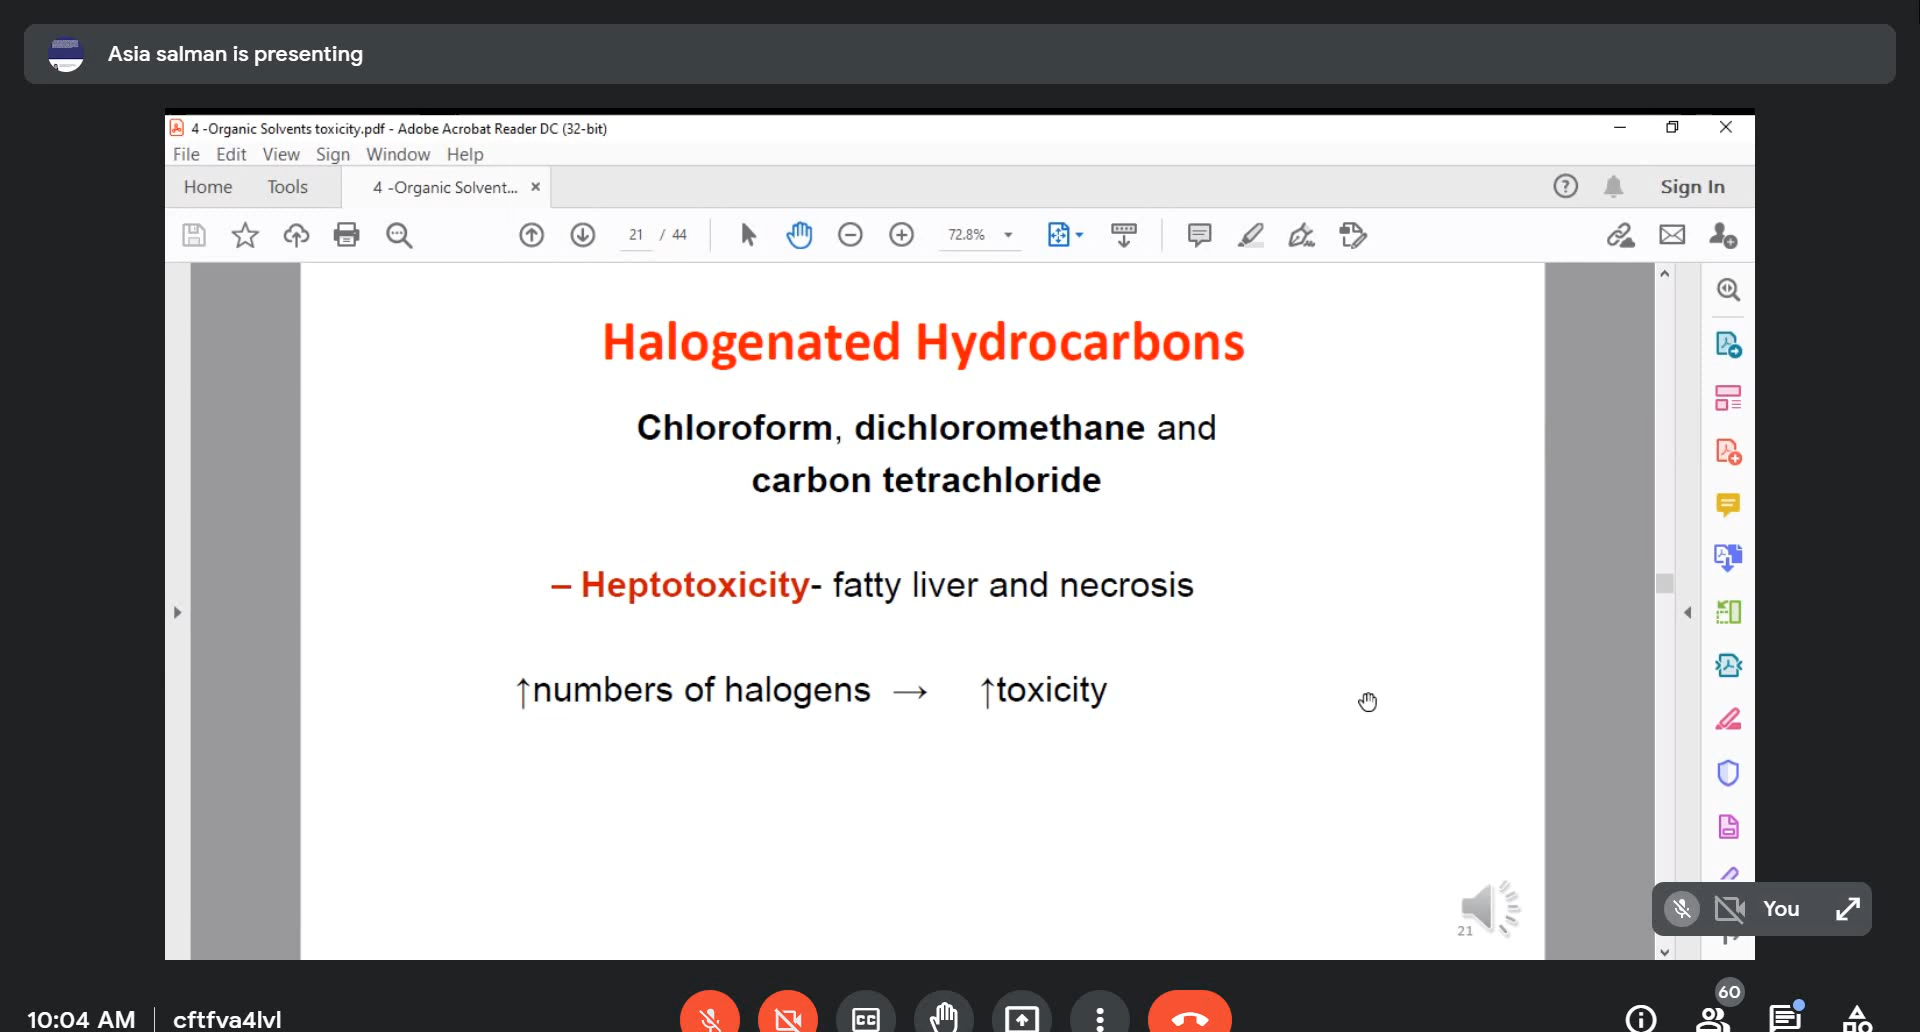 Asia salman is presenting
4 -Organic Solvents toxicity.pdf - Adobe Acrobat Reader DC (32-bit)
File Edit View Sign Window Help
Home Tools 4 -Organic Solvent... × Sign In
21 / 44 72.8%
Halogenated Hydrocarbons
Chloroform, dichloromethane and
carbon tetrachloride
– Heptotoxicity- fatty liver and necrosis
↑numbers of halogens → ↑toxicity
21
You
60
10:04 AM | cftfva4lvl
CC